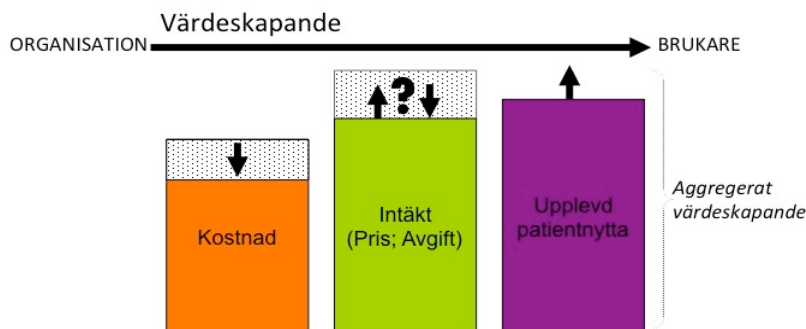 Värdeskapande
ORGANISATION
BRUKARE
?
Kostnad
Intäkt
(Pris; Avgift)
Upplevd
patientnytta
Aggregerat
värdeskapande